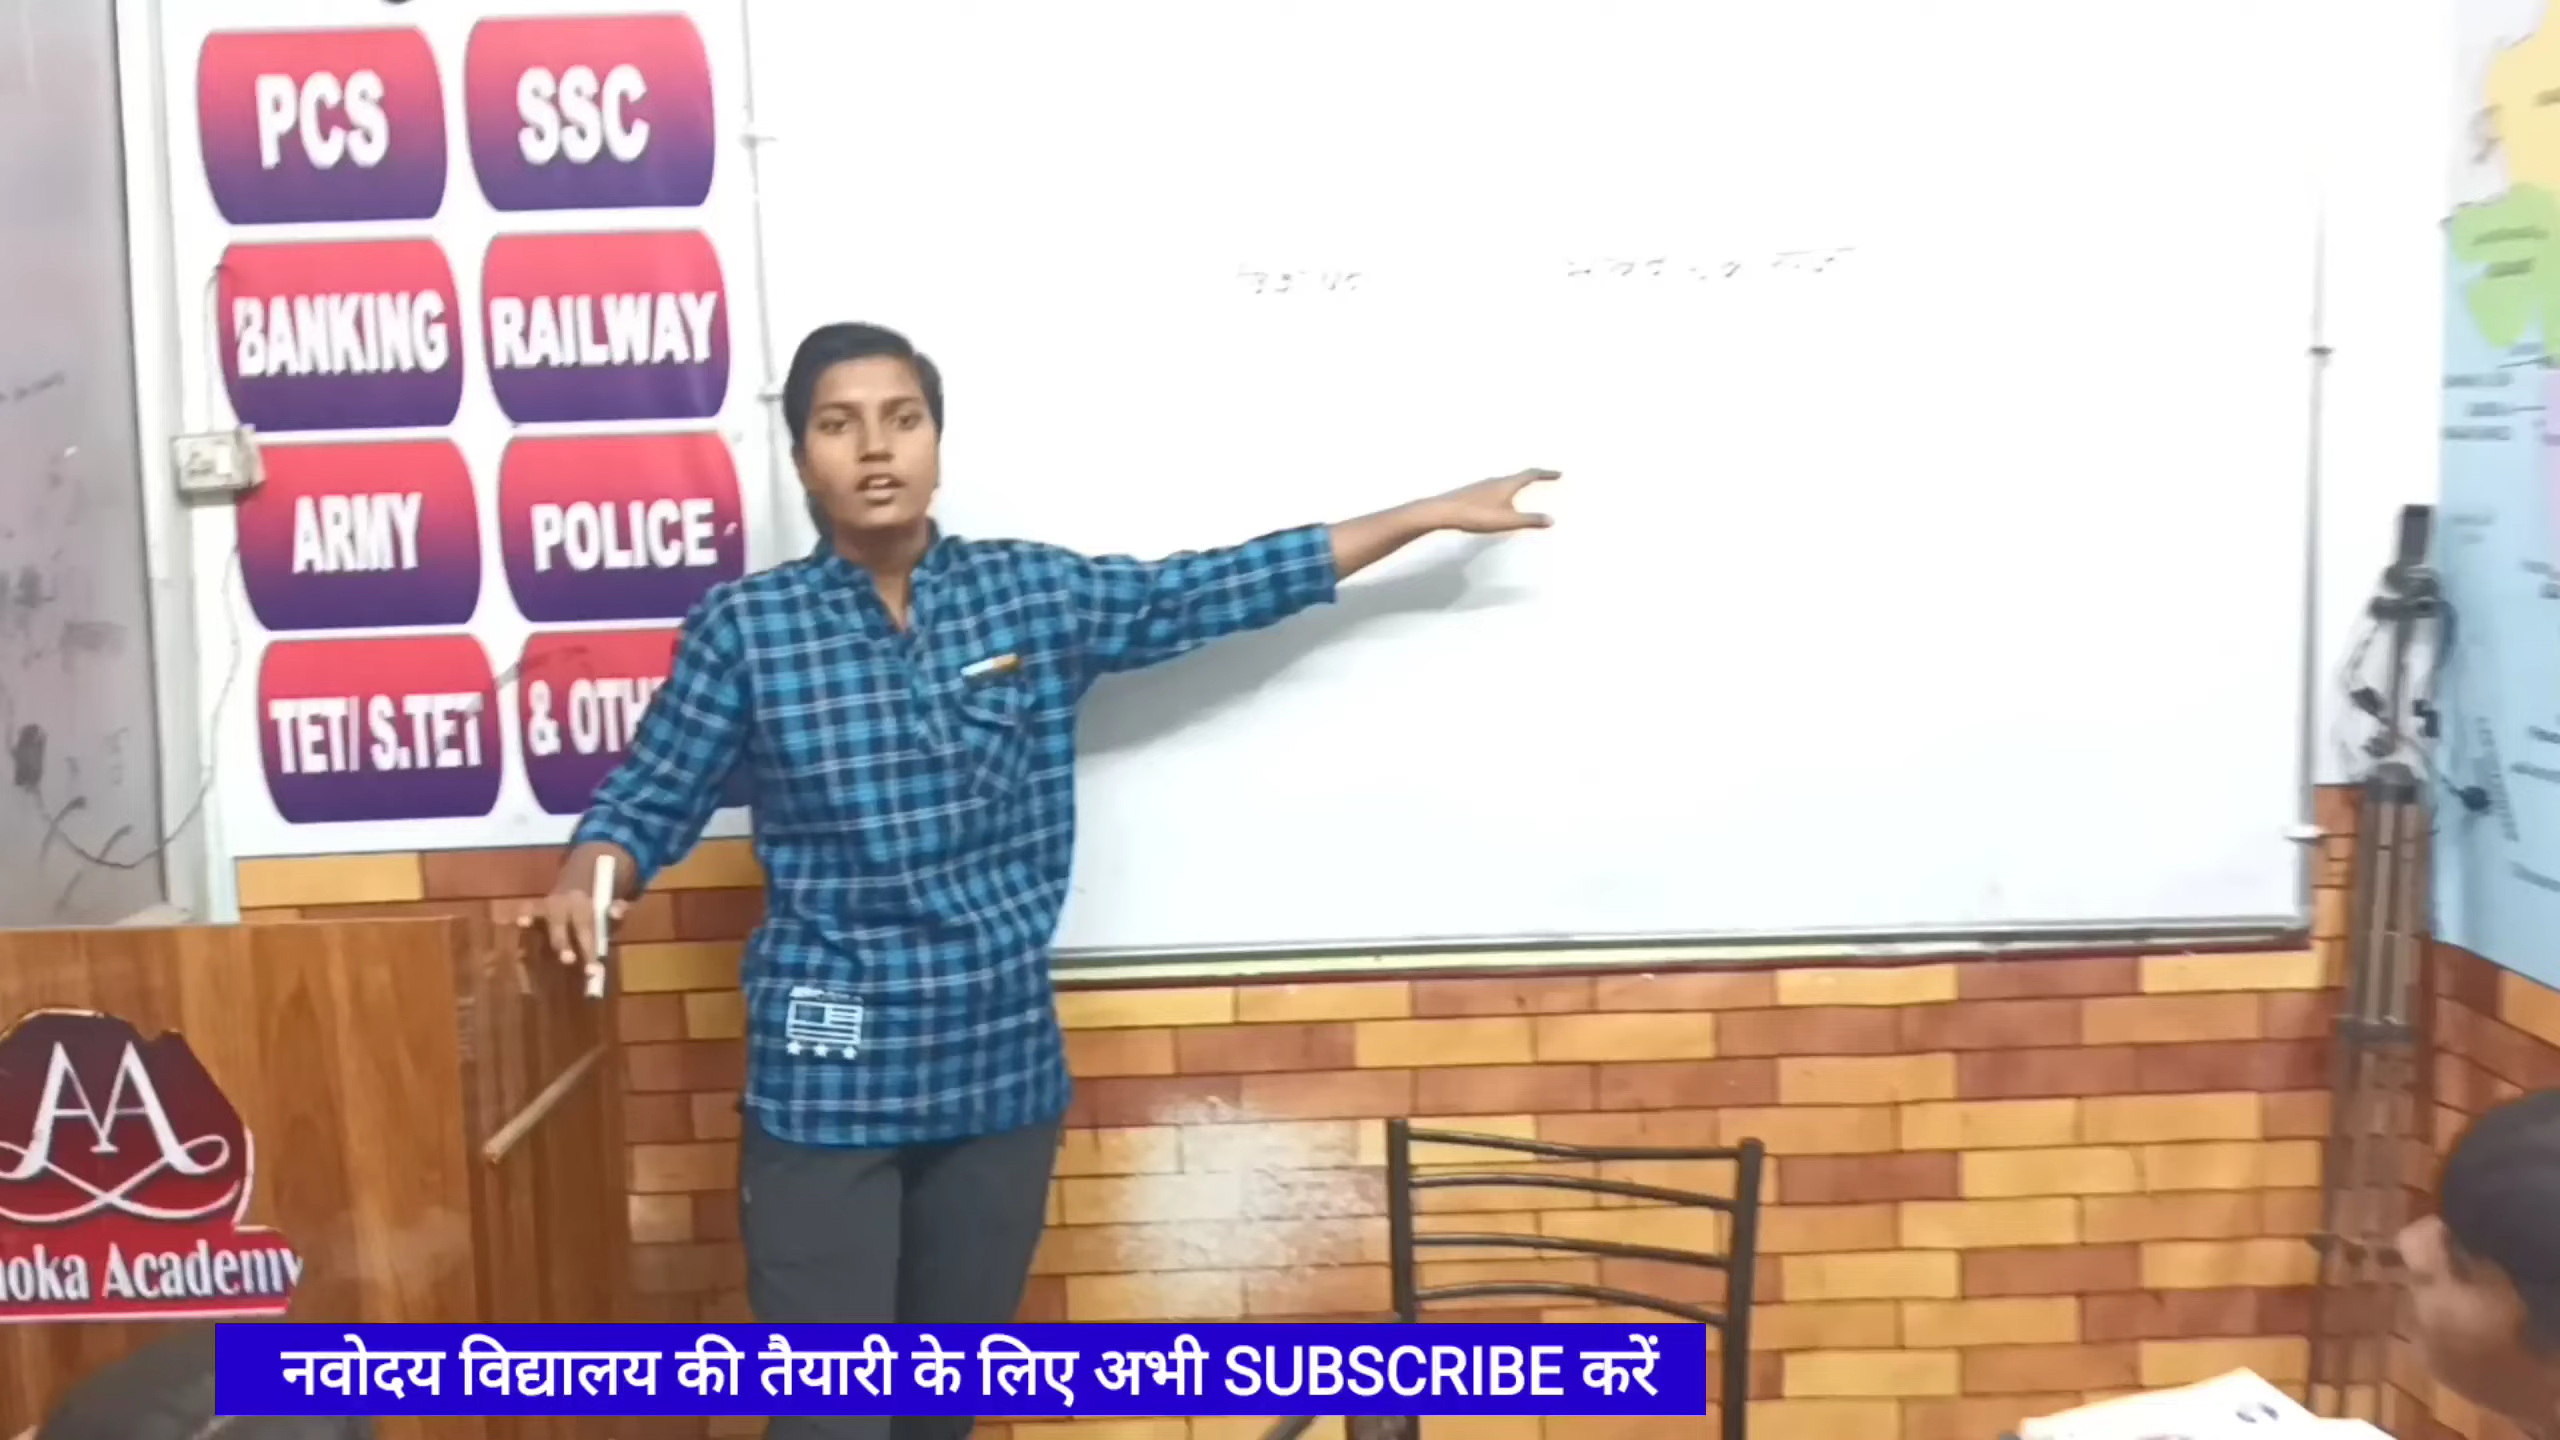 PCS
SSC
BANKING
RAILWAY
ARMY
POLICE
TET/ S.TET
& OTH
AA
oka Academy
नवोदय विद्यालय की तैयारी के लिए अभी SUBSCRIBE करें